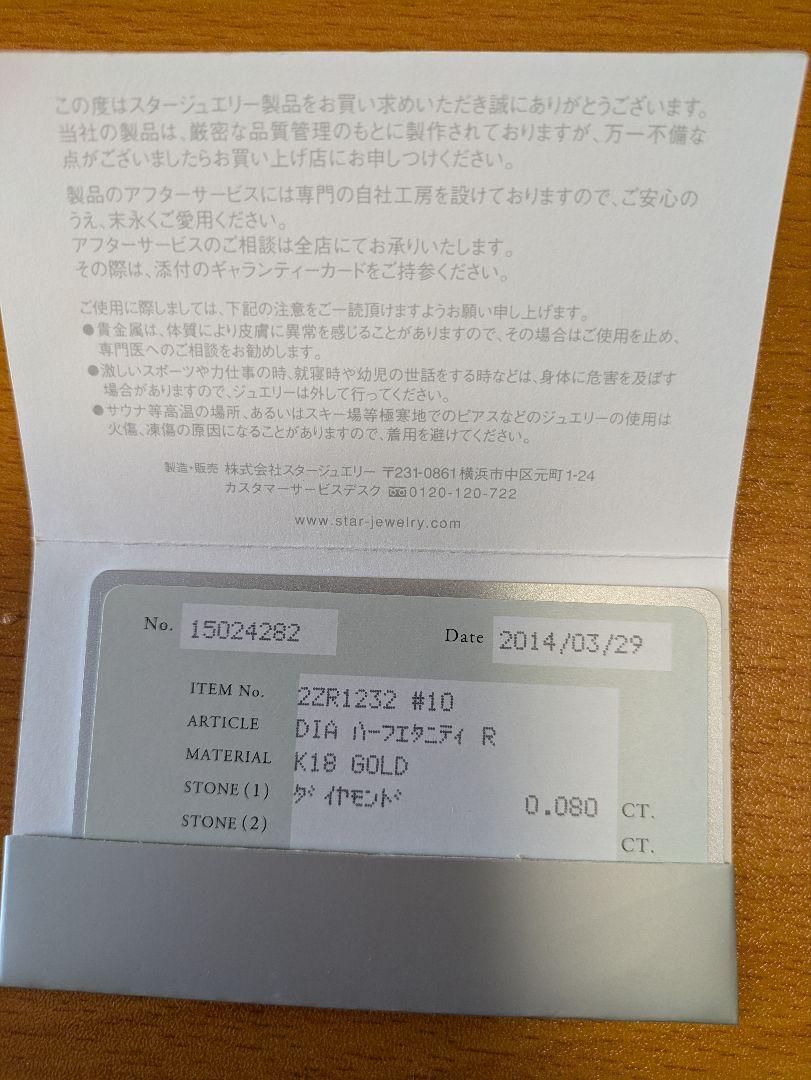 この度はスタージュエリー製品をお買い求めいただき誠にありがとうございます。
当社の製品は、厳密な品質管理のもとに製作されておりますが、万一不備な
点がございましたらお買い上げ店にお申しつけください。
製品のアフターサービスには専門の自社工房を設けておりますので、ご安心の
うえ、末永くご愛用ください。
アフターサービスのご相談は全店にてお承りいたします。
その際は、添付のギャランティーカードをご持参ください。
ご使用に際しましては、下記の注意をご一読頂けますようお願い申し上げます。
●貴金属は、体質により皮膚に異常を感じることがありますので、その場合はご使用を止め、
専門医へのご相談をお勧めします。
●激しいスポーツや力仕事の時、就寝時や幼児の世話をする時などは、身体に危害を及ぼす
場合がありますので、ジュエリーは外して行ってください。
●サウナ等高温の場所、あるいはスキー場等極寒地でのピアスなどのジュエリーの使用は
火傷、凍傷の原因になることがありますので、着用を避けてください。
製造・販売 株式会社スタージュエリー 〒231-0861 横浜市中区元町1-24
カスタマーサービスデスク 0120-120-722
www.star-jewelry.com
No. 15024282 Date 2014/03/29
ITEM No. 2ZR1232 #10
ARTICLE DIA ハーフエタニティ R
MATERIAL K18 GOLD
STONE (1) ダイヤモンド 0.080 CT.
STONE (2) CT.